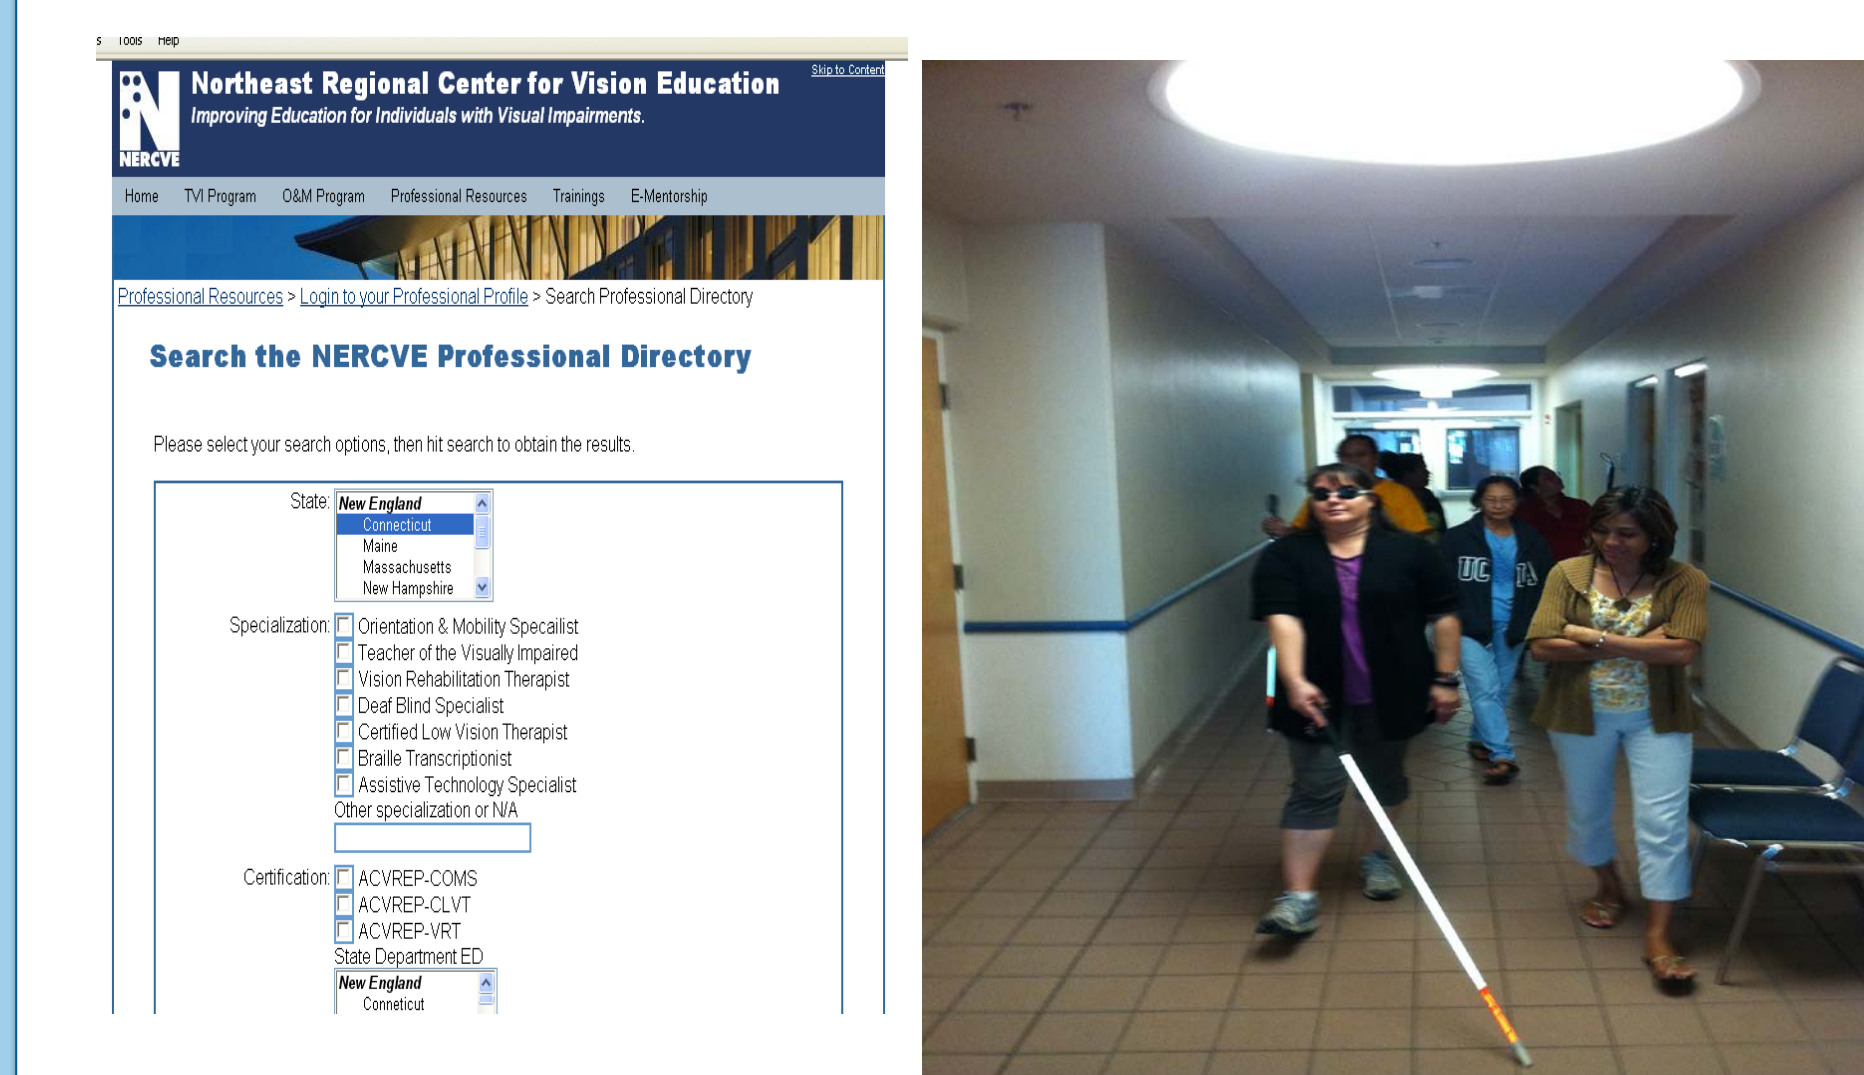 Tools Help
Northeast Regional Center for Vision Education
Skip to Content
Improving Education for Individuals with Visual Impairments.
NERCVE
Home TVI Program O&M Program Professional Resources Trainings E-Mentorship
Professional Resources > Login to your Professional Profile > Search Professional Directory
Search the NERCVE Professional Directory
Please select your search options, then hit search to obtain the results.
State: New England
Connecticut
Maine
Massachusetts
New Hampshire
Specialization: Orientation & Mobility Specailist
Teacher of the Visually Impaired
Vision Rehabilitation Therapist
Deaf Blind Specialist
Certified Low Vision Therapist
Braille Transcriptionist
Assistive Technology Specialist
Other specialization or N/A
Certification: ACVREP-COMS
ACVREP-CLVT
ACVREP-VRT
State Department ED
New England
Conneticut